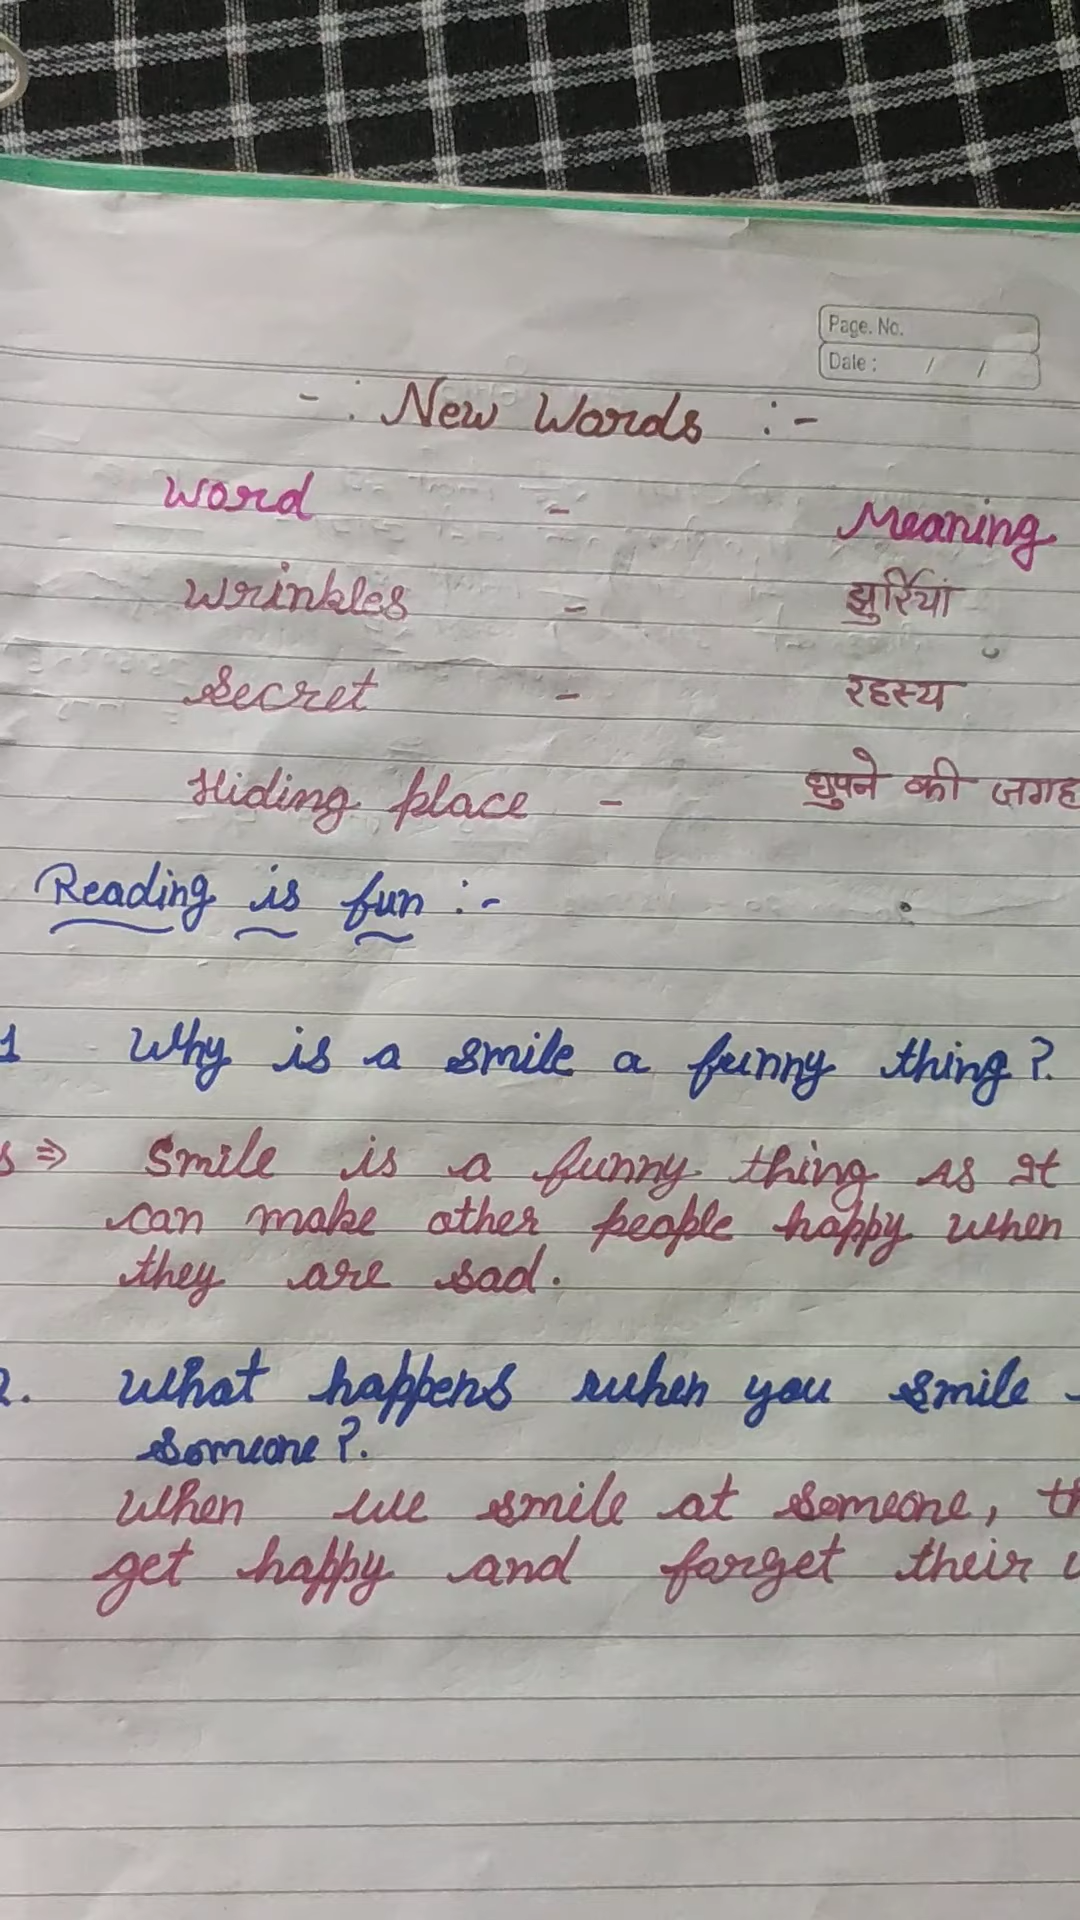 Page. No.
Date : / /
- : New Words : -
Word - Meaning
Wrinkles - झुर्रियां
Secret - रहस्य
Hiding place - छुपने की जगह
Reading is fun :-
1 Why is a smile a funny thing ?
s ⇒ Smile is a funny thing as It
can make other people happy when
they are sad.
2. What happens when you smile
someone ?.
When we smile at someone, th
get happy and forget their